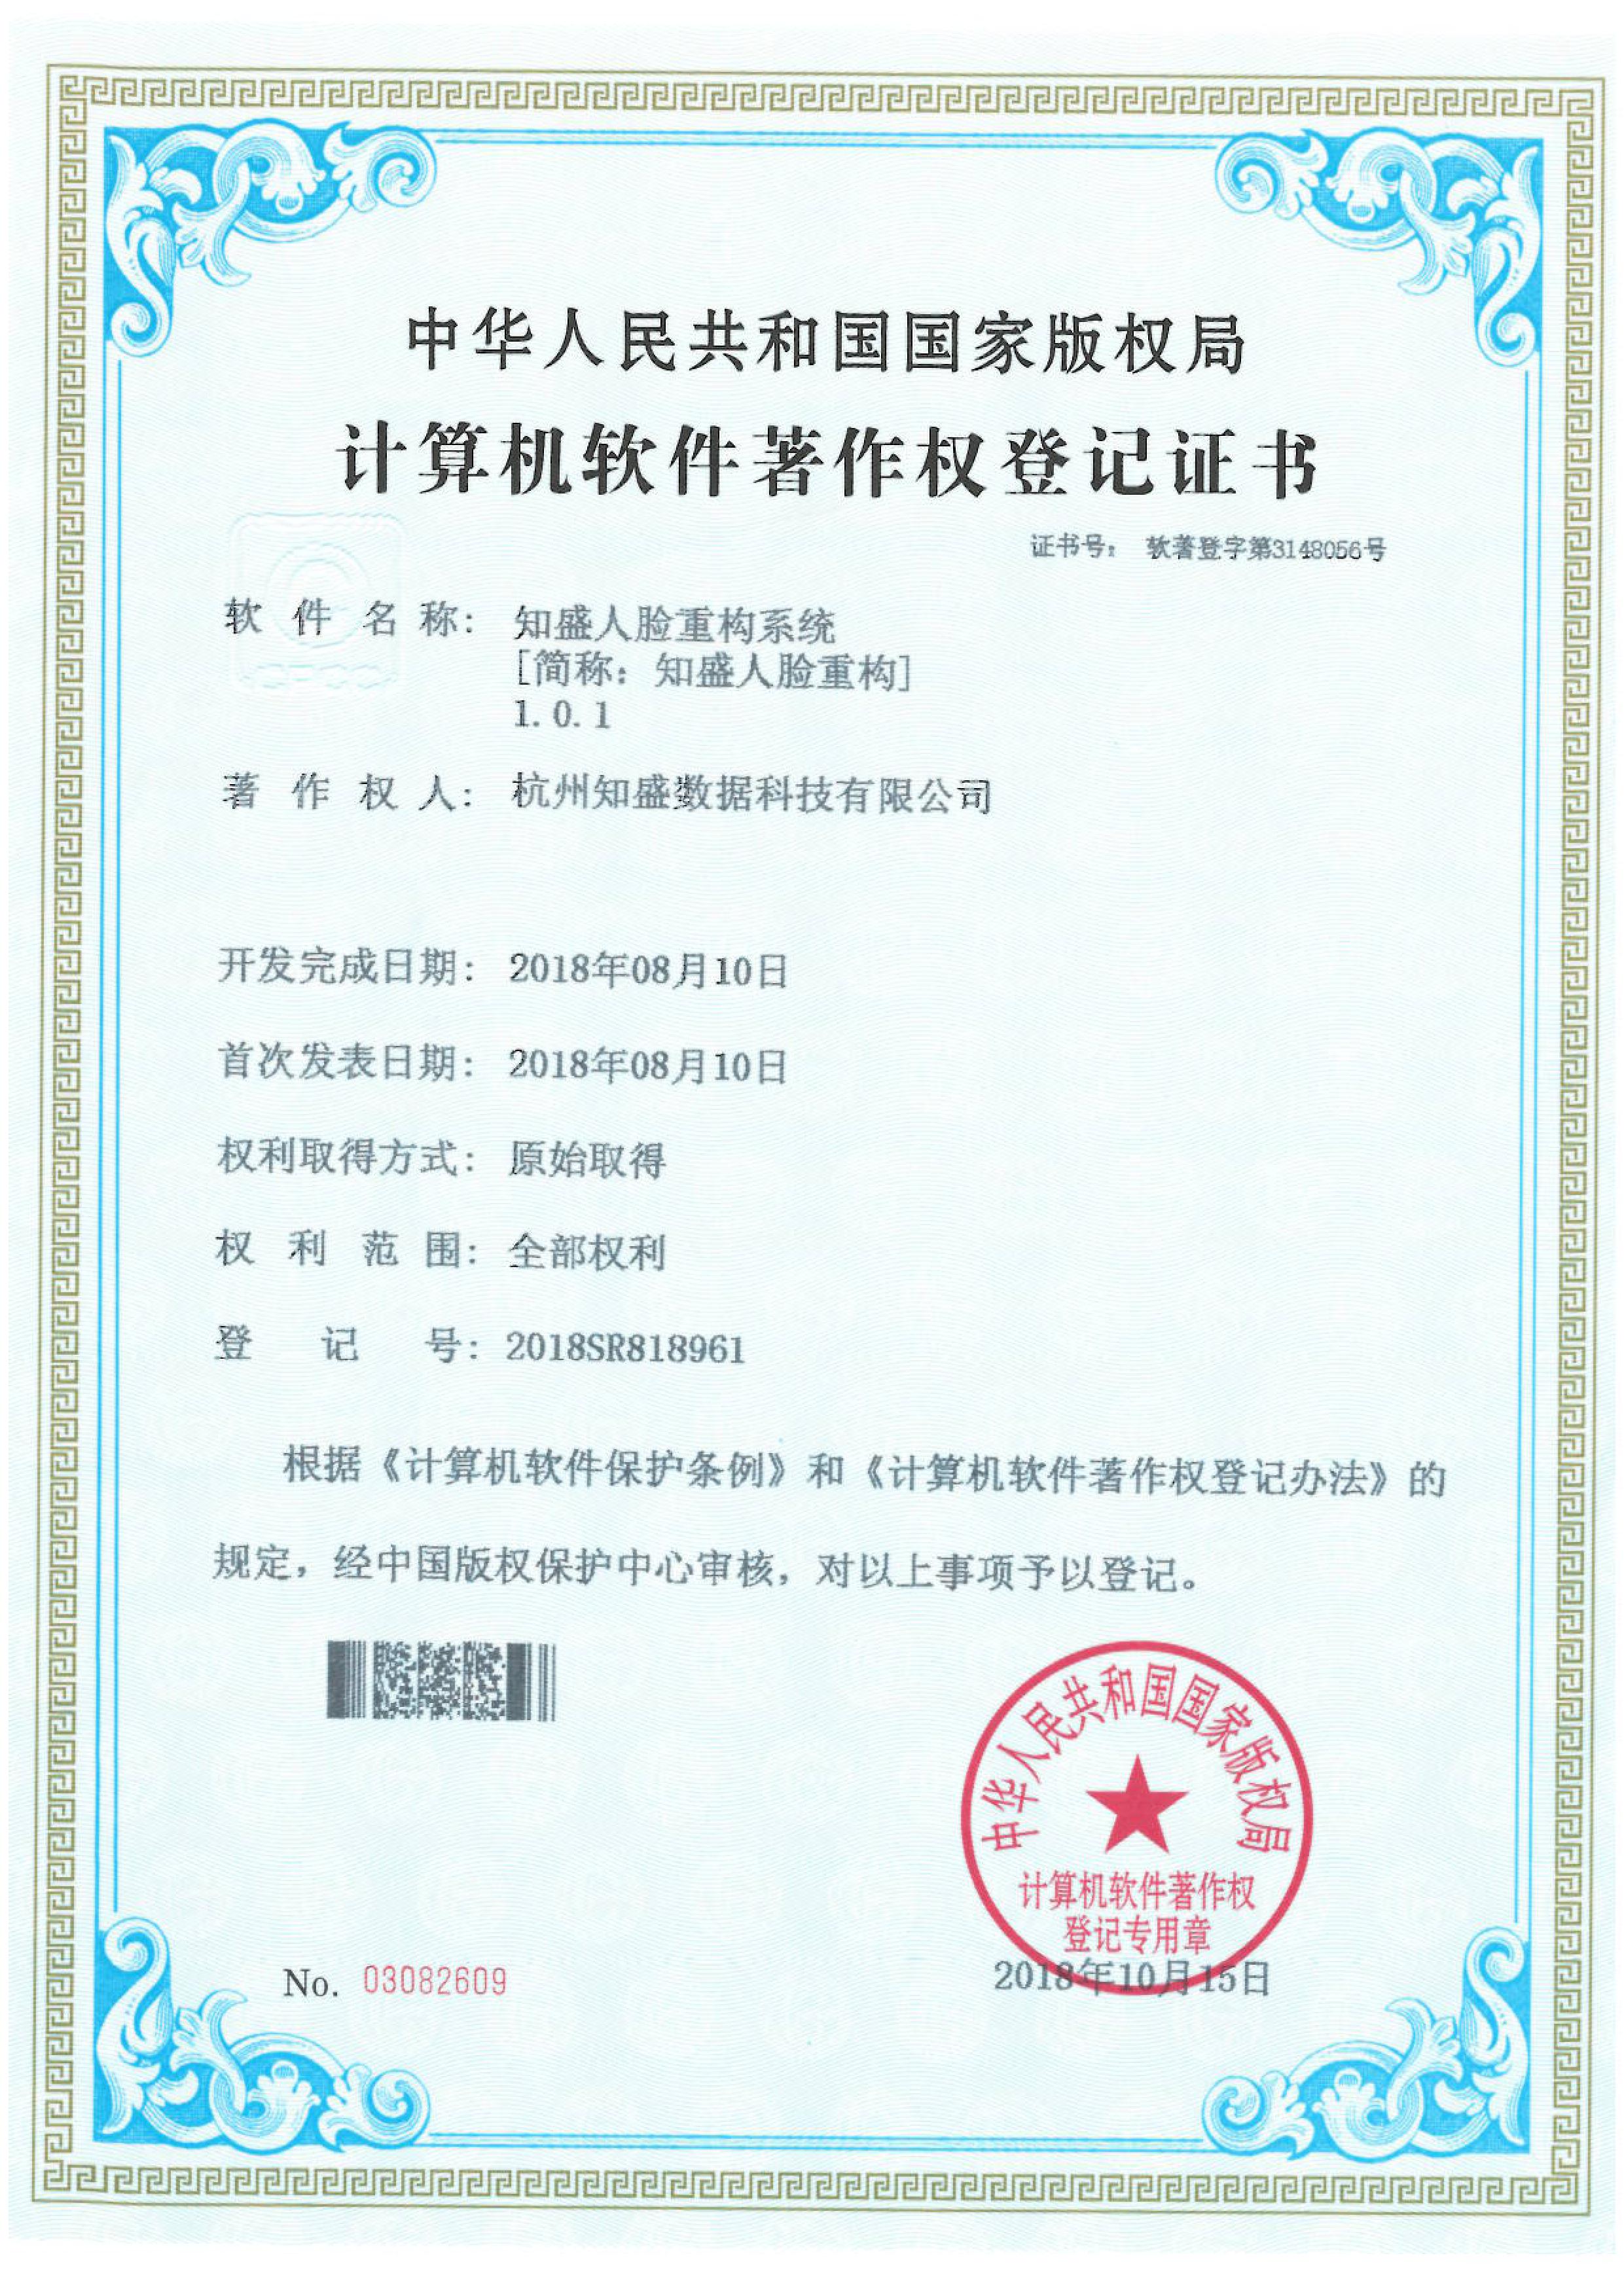 中华人民共和国国家版权局
计算机软件著作权登记证书
证书号： 软著登字第3148056号
软件名称： 知盛人脸重构系统
[简称：知盛人脸重构]
1.0.1
著作权人： 杭州知盛数据科技有限公司
开发完成日期： 2018年08月10日
首次发表日期： 2018年08月10日
权利取得方式： 原始取得
权利范围： 全部权利
登记号： 2018SR818961
根据《计算机软件保护条例》和《计算机软件著作权登记办法》的
规定，经中国版权保护中心审核，对以上事项予以登记。
中华人民共和国国家版权局
计算机软件著作权
登记专用章
No. 03082609
2018年10月15日